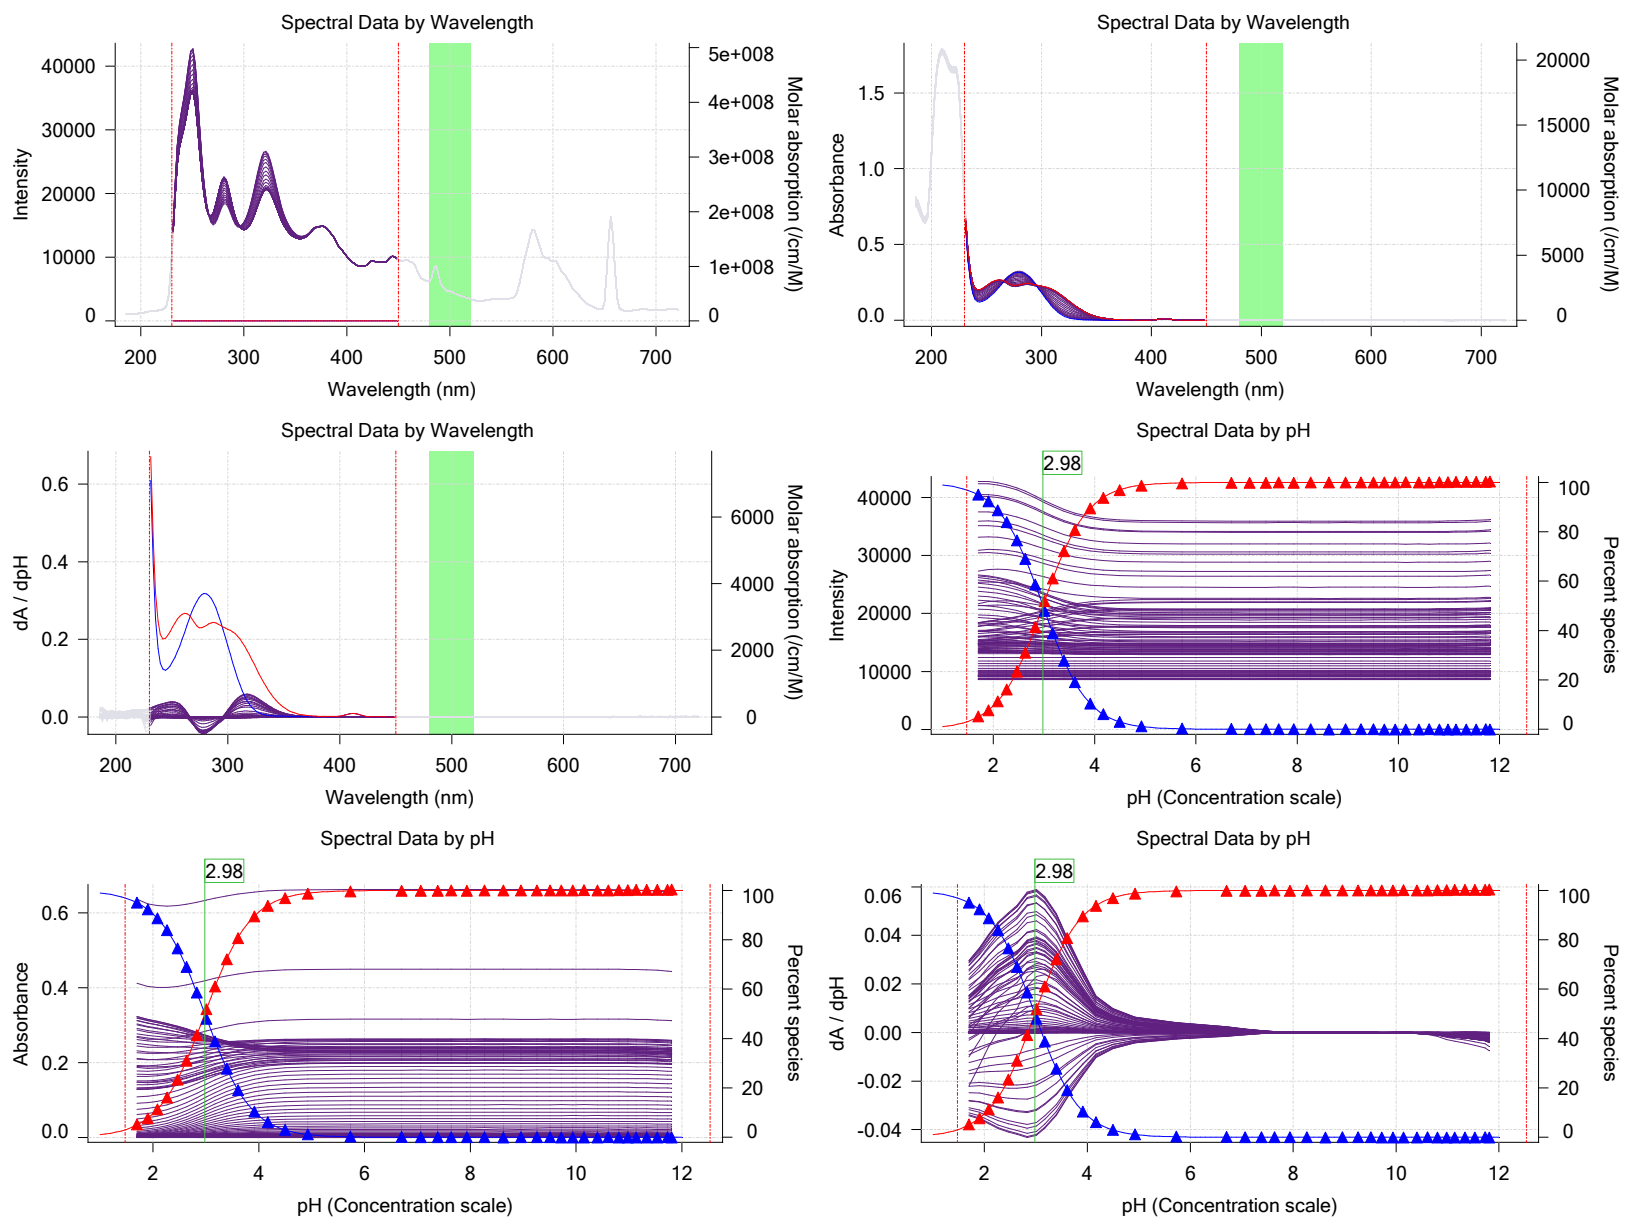 Spectral Data by Wavelength
Intensity
40000
30000
20000
10000
0
5e+008
4e+008
3e+008
2e+008
1e+008
0
Molar absorption (/cm/M)
200 300 400 500 600 700
Wavelength (nm)
Spectral Data by Wavelength
Absorbance
1.5
1.0
0.5
0.0
20000
15000
10000
5000
0
Molar absorption (/cm/M)
200 300 400 500 600 700
Wavelength (nm)
Spectral Data by Wavelength
dA / dpH
0.6
0.4
0.2
0.0
6000
4000
2000
0
Molar absorption (/cm/M)
200 300 400 500 600 700
Wavelength (nm)
Spectral Data by pH
2.98
Intensity
40000
30000
20000
10000
0
100
80
60
40
20
0
Percent species
2 4 6 8 10 12
pH (Concentration scale)
Spectral Data by pH
2.98
Absorbance
0.6
0.4
0.2
0.0
100
80
60
40
20
0
Percent species
2 4 6 8 10 12
pH (Concentration scale)
Spectral Data by pH
2.98
dA / dpH
0.06
0.04
0.02
0.00
-0.02
-0.04
100
80
60
40
20
0
Percent species
2 4 6 8 10 12
pH (Concentration scale)